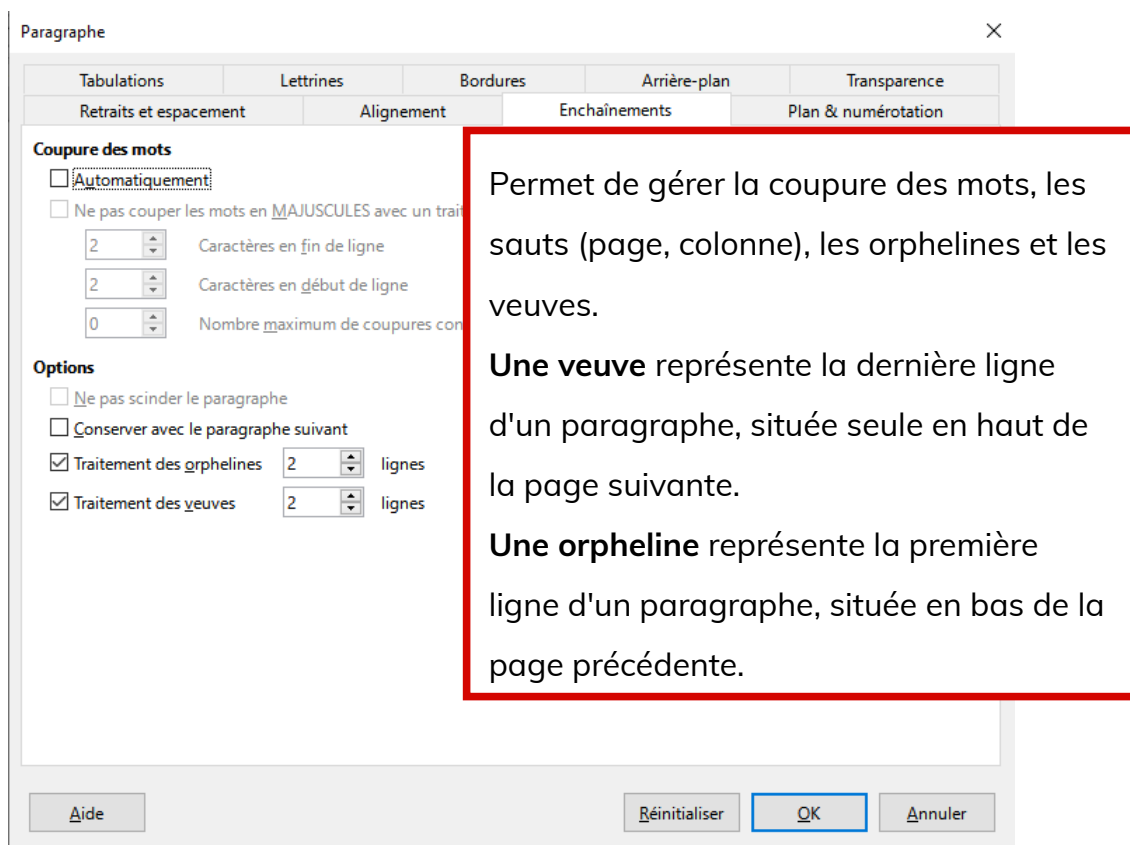 Paragraphe
Tabulations Lettrines Bordures Arrière-plan Transparence
Retraits et espacement Alignement Enchaînements Plan & numérotation
Coupure des mots
Automatiquement
Ne pas couper les mots en MAJUSCULES avec un trait
2 Caractères en fin de ligne
2 Caractères en début de ligne
0 Nombre maximum de coupures con
Options
Ne pas scinder le paragraphe
Conserver avec le paragraphe suivant
Traitement des orphelines 2 lignes
Traitement des veuves 2 lignes
Permet de gérer la coupure des mots, les
sauts (page, colonne), les orphelines et les
veuves.
Une veuve représente la dernière ligne
d'un paragraphe, située seule en haut de
la page suivante.
Une orpheline représente la première
ligne d'un paragraphe, située en bas de la
page précédente.
Aide Réinitialiser OK Annuler